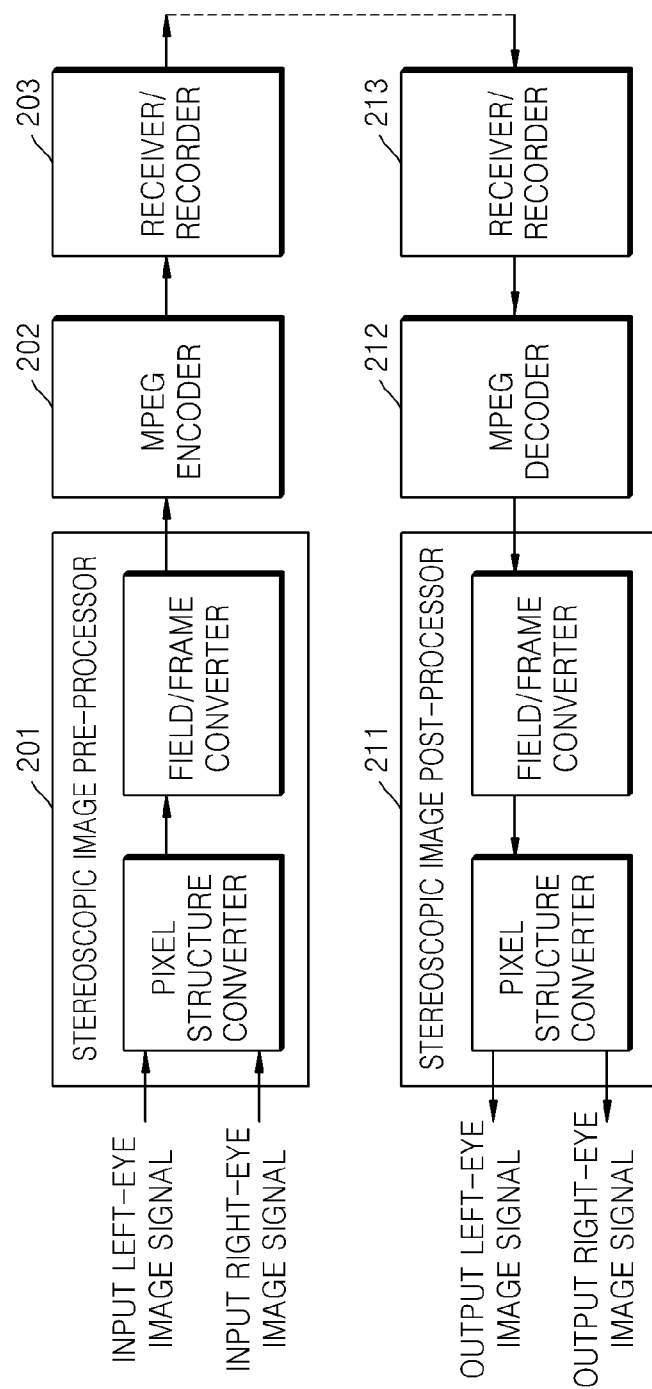 INPUT LEFT-EYE
IMAGE SIGNAL
INPUT RIGHT-EYE
IMAGE SIGNAL
201
STEREOSCOPIC IMAGE PRE-PROCESSOR
PIXEL
STRUCTURE
CONVERTER
FIELD/FRAME
CONVERTER
202
MPEG
ENCODER
203
RECEIVER/
RECORDER
OUTPUT LEFT-EYE
IMAGE SIGNAL
OUTPUT RIGHT-EYE
IMAGE SIGNAL
211
STEREOSCOPIC IMAGE POST-PROCESSOR
PIXEL
STRUCTURE
CONVERTER
FIELD/FRAME
CONVERTER
212
MPEG
DECODER
213
RECEIVER/
RECORDER